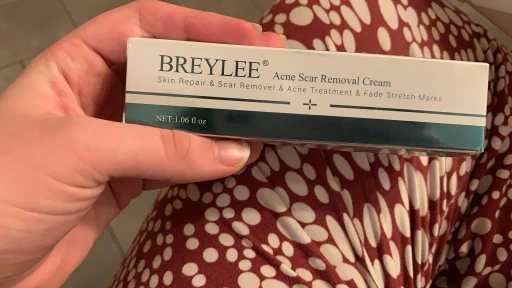 BREYLEE® Acne Scar Removal Cream
Skin Repair & Scar Remover & Acne Treatment & Fade Stretch Marks
NET:1.06 fl oz